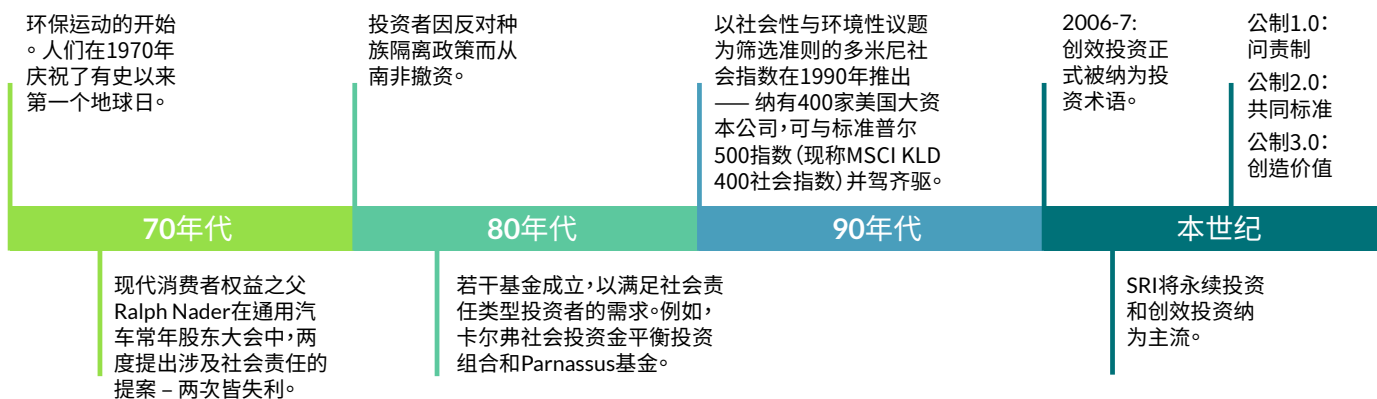 环保运动的开始
。人们在1970年
庆祝了有史以来
第一个地球日。
投资者因反对种
族隔离政策而从
南非撤资。
以社会性与环境性议题
为筛选准则的多米尼社
会指数在1990年推出
—— 纳有400家美国大资
本公司，可与标准普尔
500指数（现称MSCI KLD
400社会指数）并驾齐驱。
2006-7:
创效投资正
式被纳为投
资术语。
公制1.0：
问责制
公制2.0：
共同标准
公制3.0：
创造价值
70年代
80年代
90年代
本世纪
现代消费者权益之父
Ralph Nader在通用汽
车常年股东大会中，两
度提出涉及社会责任的
提案 – 两次皆失利。
若干基金成立，以满足社会责
任类型投资者的需求。例如，
卡尔弗社会投资金平衡投资
组合和Parnassus基金。
SRI将永续投资
和创效投资纳
为主流。